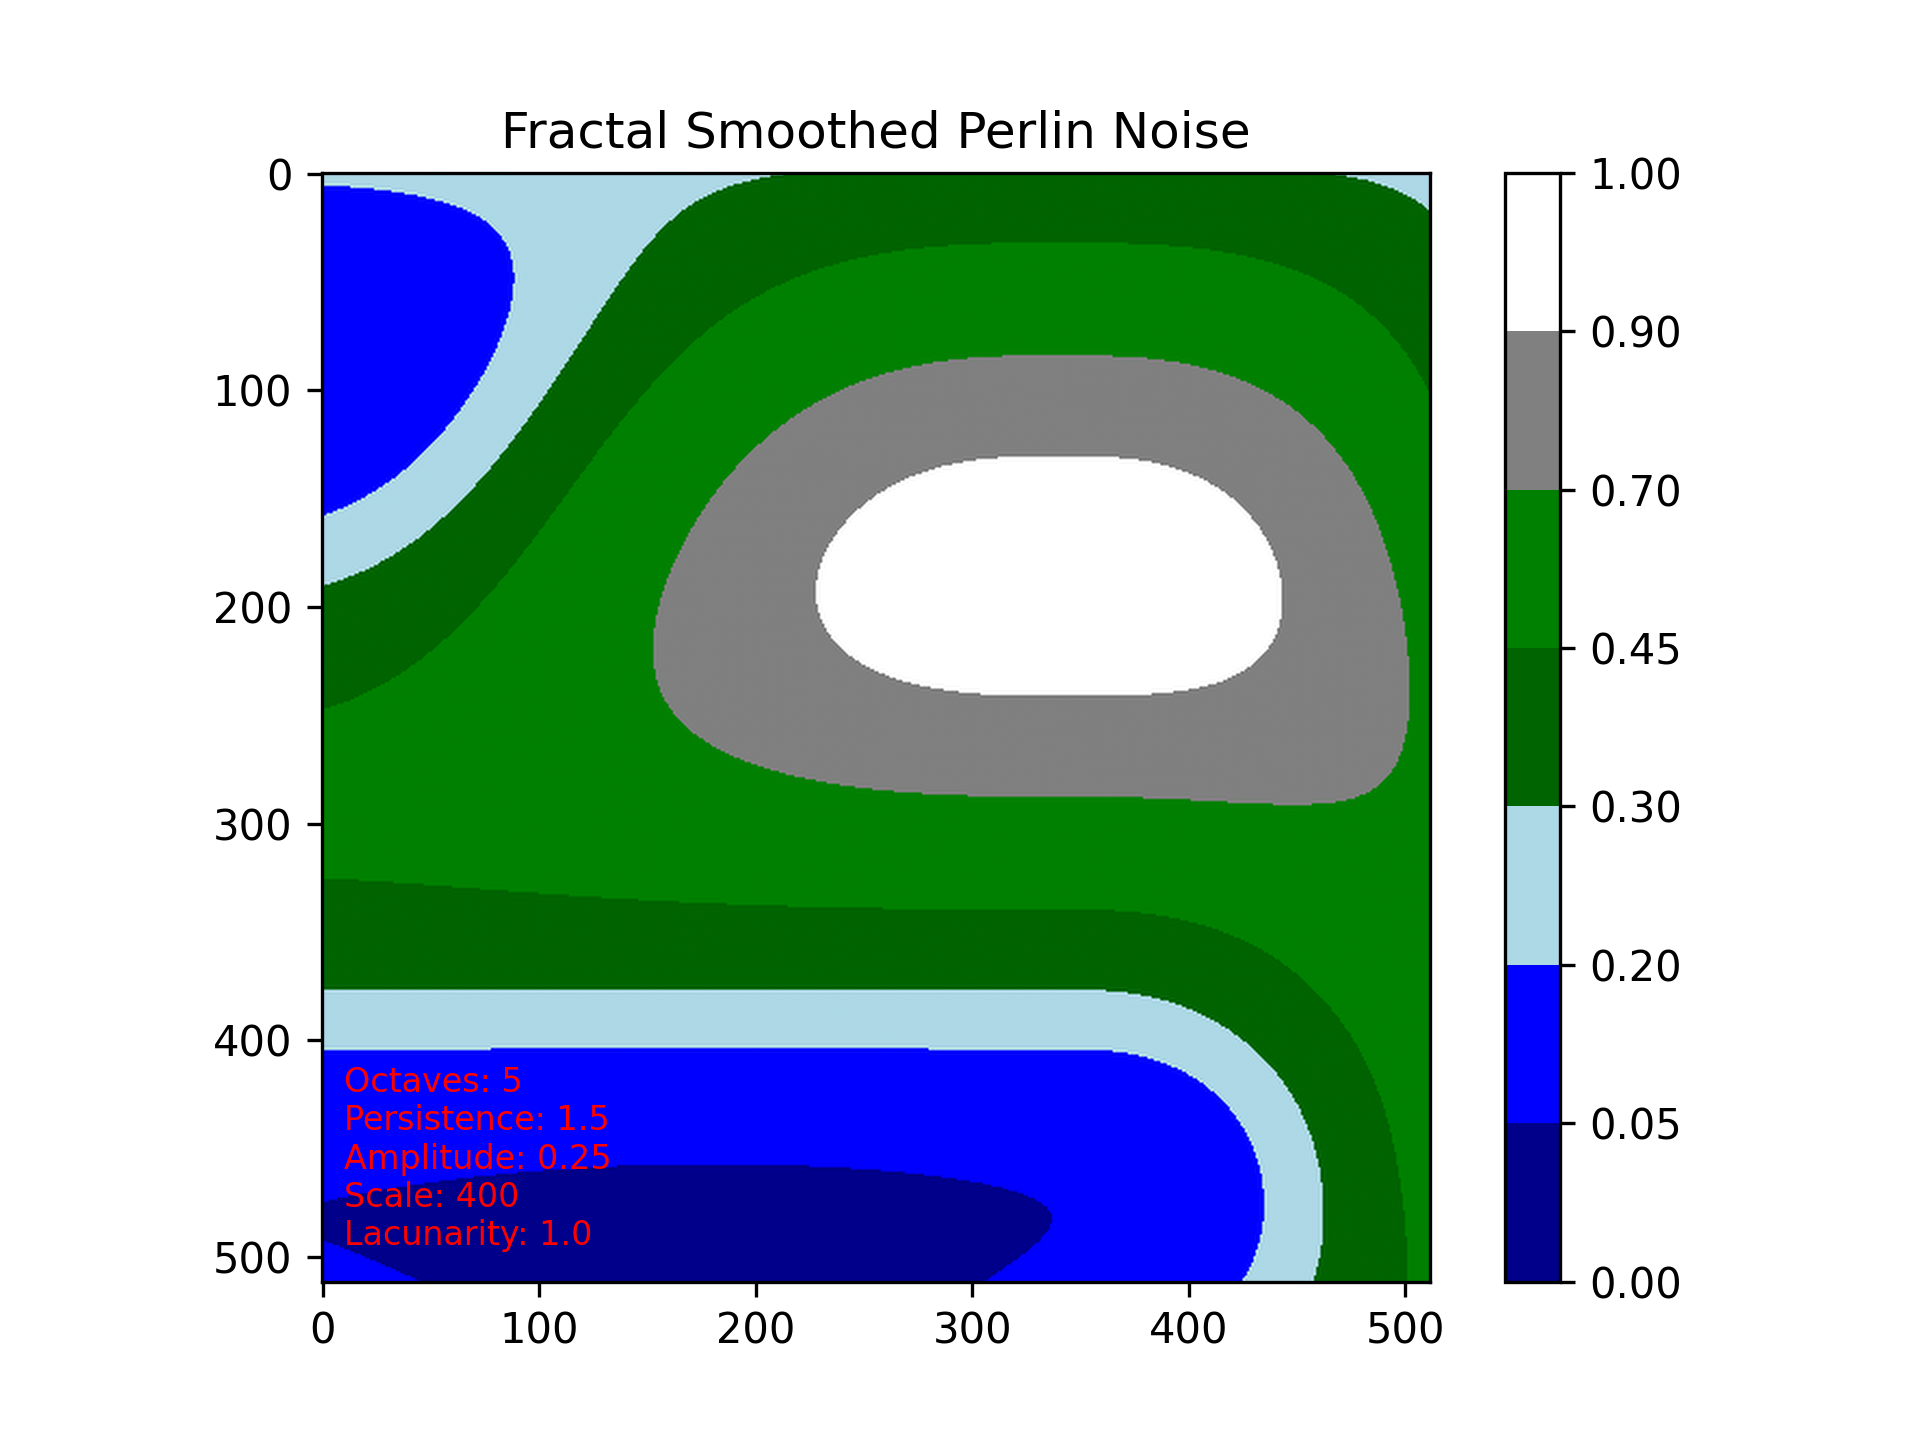 Fractal Smoothed Perlin Noise
0
100
200
300
400
500
Octaves: 5
Persistence: 1.5
Amplitude: 0.25
Scale: 400
Lacunarity: 1.0
0 100 200 300 400 500
1.00
0.90
0.70
0.45
0.30
0.20
0.05
0.00